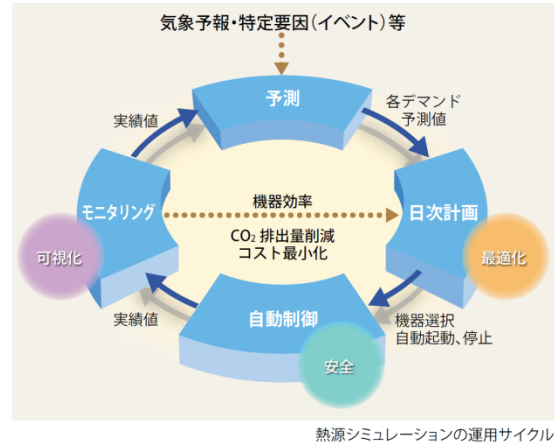 気象予報・特定要因（イベント）等
予測
実績値
各デマンド
予測値
モニタリング
機器効率
日次計画
CO₂ 排出量削減
コスト最小化
可視化
最適化
自動制御
実績値
機器選択
自動起動、停止
安全
熱源シミュレーションの運用サイクル